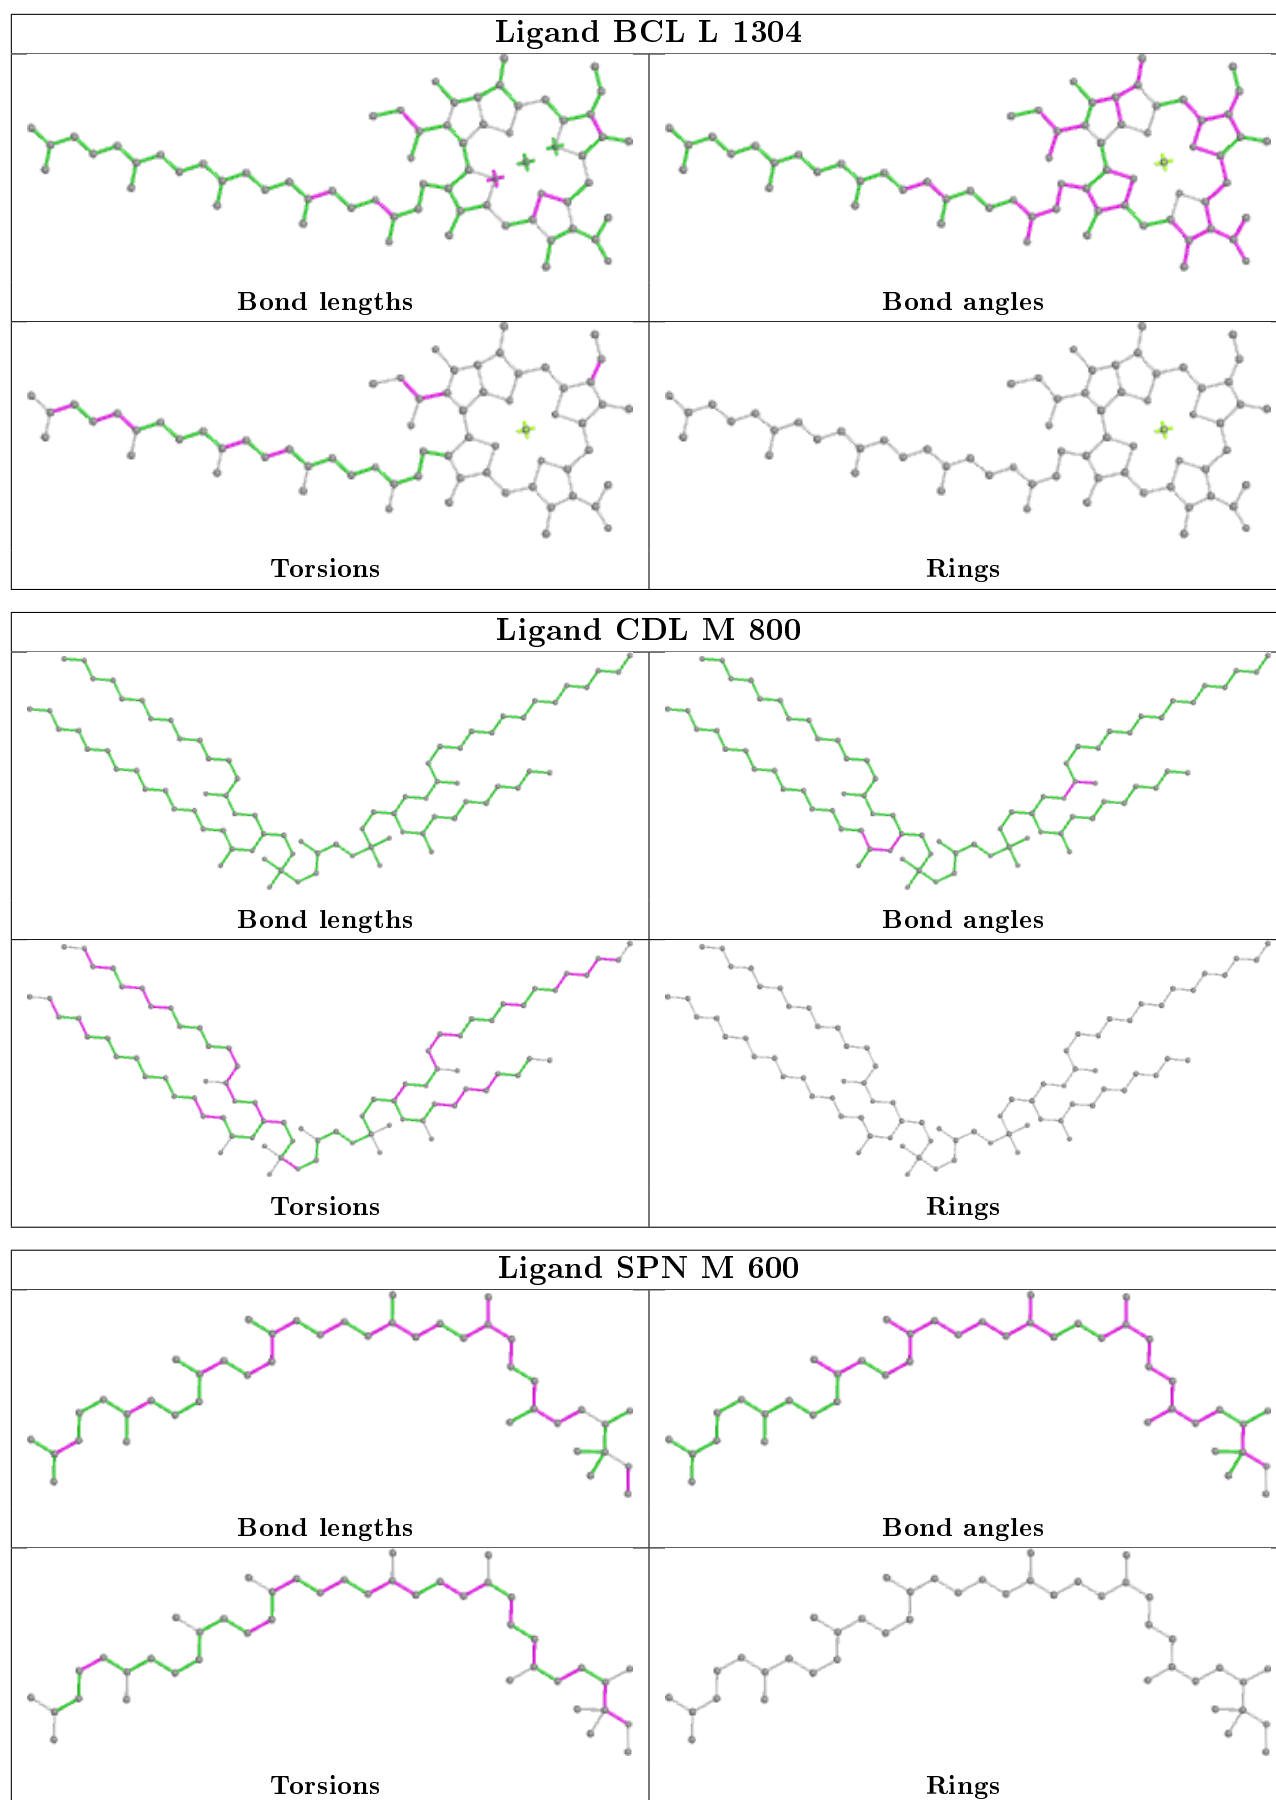 Ligand BCL L 1304
Bond lengths
Bond angles
Torsions
Rings
Ligand CDL M 800
Bond lengths
Bond angles
Torsions
Rings
Ligand SPN M 600
Bond lengths
Bond angles
Torsions
Rings